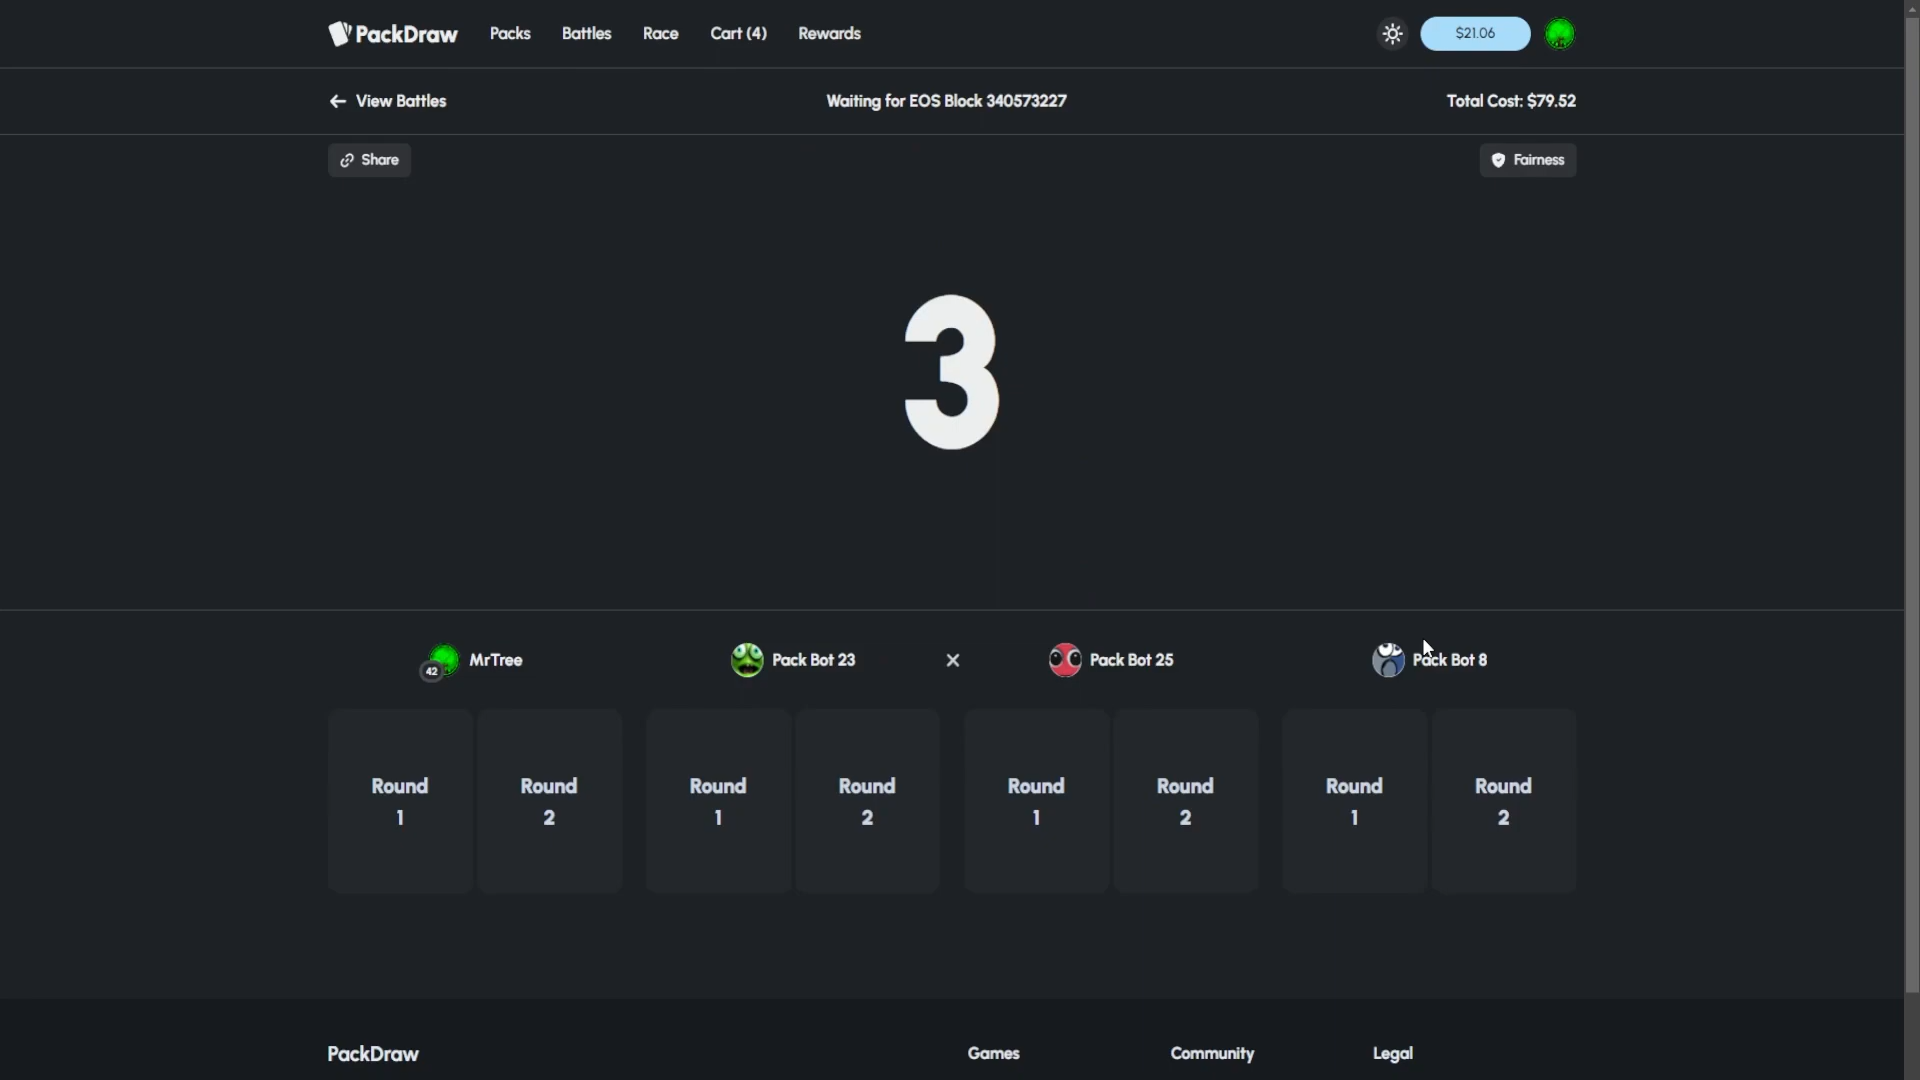 PackDraw
Packs
Battles
Race
Cart (4)
Rewards
$21.06
View Battles
Waiting for EOS Block 340573227
Total Cost: $79.52
Share
Fairness
3
42
MrTree
Pack Bot 23
Pack Bot 25
Pack Bot 8
Round
1
Round
2
Round
1
Round
2
Round
1
Round
2
Round
1
Round
2
PackDraw
Games
Community
Legal